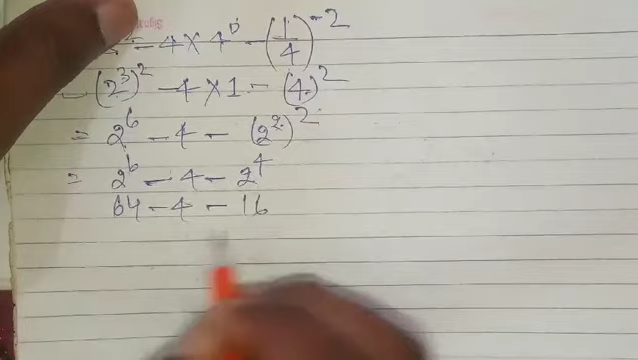 - 4 × 4⁰ - (1/4)⁻²
- (2³)² - 4 × 1 - (4)²
= 2⁶ - 4 - (2²)²
= 2⁶ - 4 - 2⁴
64 - 4 - 16